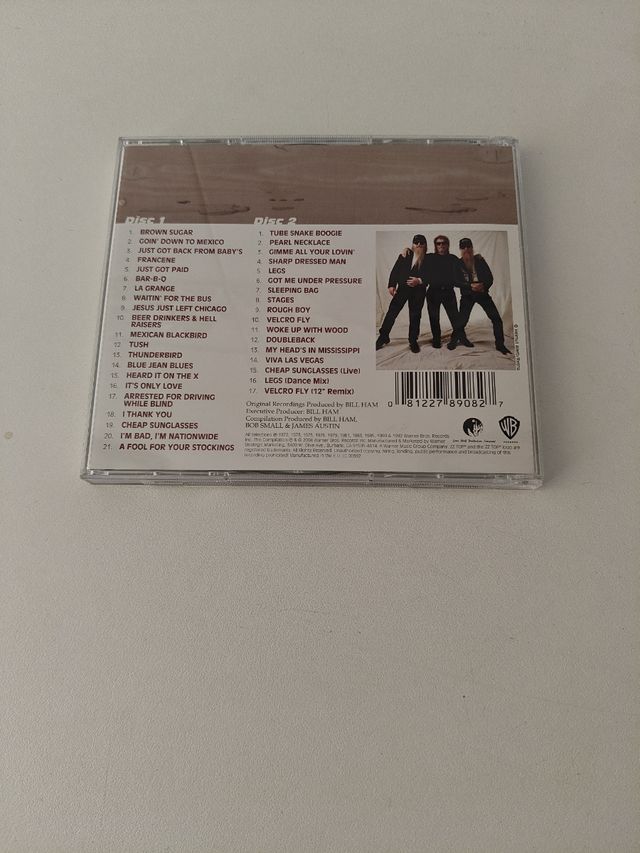 Disc 1
1. BROWN SUGAR
2. GOIN' DOWN TO MEXICO
3. JUST GOT BACK FROM BABY'S
4. FRANCENE
5. JUST GOT PAID
6. BAR-B-Q
7. LA GRANGE
8. WAITIN' FOR THE BUS
9. JESUS JUST LEFT CHICAGO
10. BEER DRINKERS & HELL
RAISERS
11. MEXICAN BLACKBIRD
12. TUSH
13. THUNDERBIRD
14. BLUE JEAN BLUES
15. HEARD IT ON THE X
16. IT'S ONLY LOVE
17. ARRESTED FOR DRIVING
WHILE BLIND
18. I THANK YOU
19. CHEAP SUNGLASSES
20. I'M BAD, I'M NATIONWIDE
21. A FOOL FOR YOUR STOCKINGS
Disc 2
1. TUBE SNAKE BOOGIE
2. PEARL NECKLACE
3. GIMME ALL YOUR LOVIN'
4. SHARP DRESSED MAN
5. LEGS
6. GOT ME UNDER PRESSURE
7. SLEEPING BAG
8. STAGES
9. ROUGH BOY
10. VELCRO FLY
11. WOKE UP WITH WOOD
12. DOUBLEBACK
13. MY HEAD'S IN MISSISSIPPI
14. VIVA LAS VEGAS
15. CHEAP SUNGLASSES (Live)
16. LEGS (Dance Mix)
17. VELCRO FLY (12" Remix)
Original Recordings Produced by BILL HAM
Executive Producer: BILL HAM
Compilation Produced by BILL HAM,
BOB SMALL & JAMES AUSTIN
0 81227 89082 7
WB